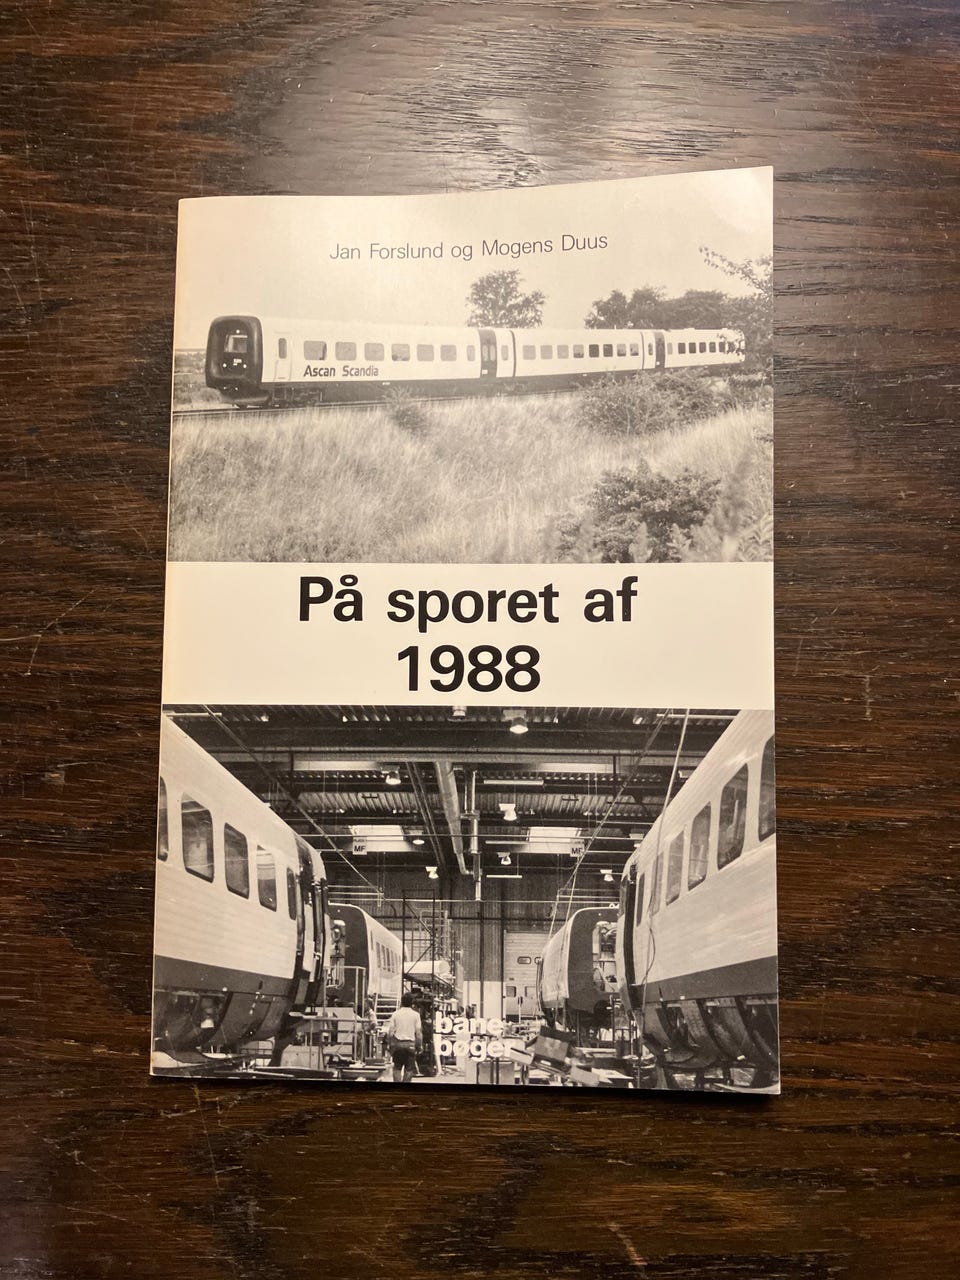 Jan Forslund og Mogens Duus
Ascan Scandia
På sporet af
1988
MF
MF
bane
bøger